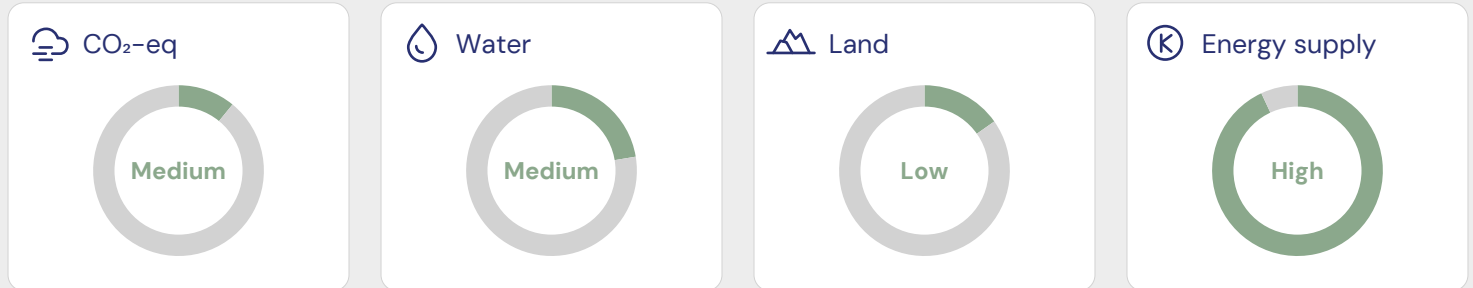 CO₂-eq
Medium
Water
Medium
Land
Low
Energy supply
High